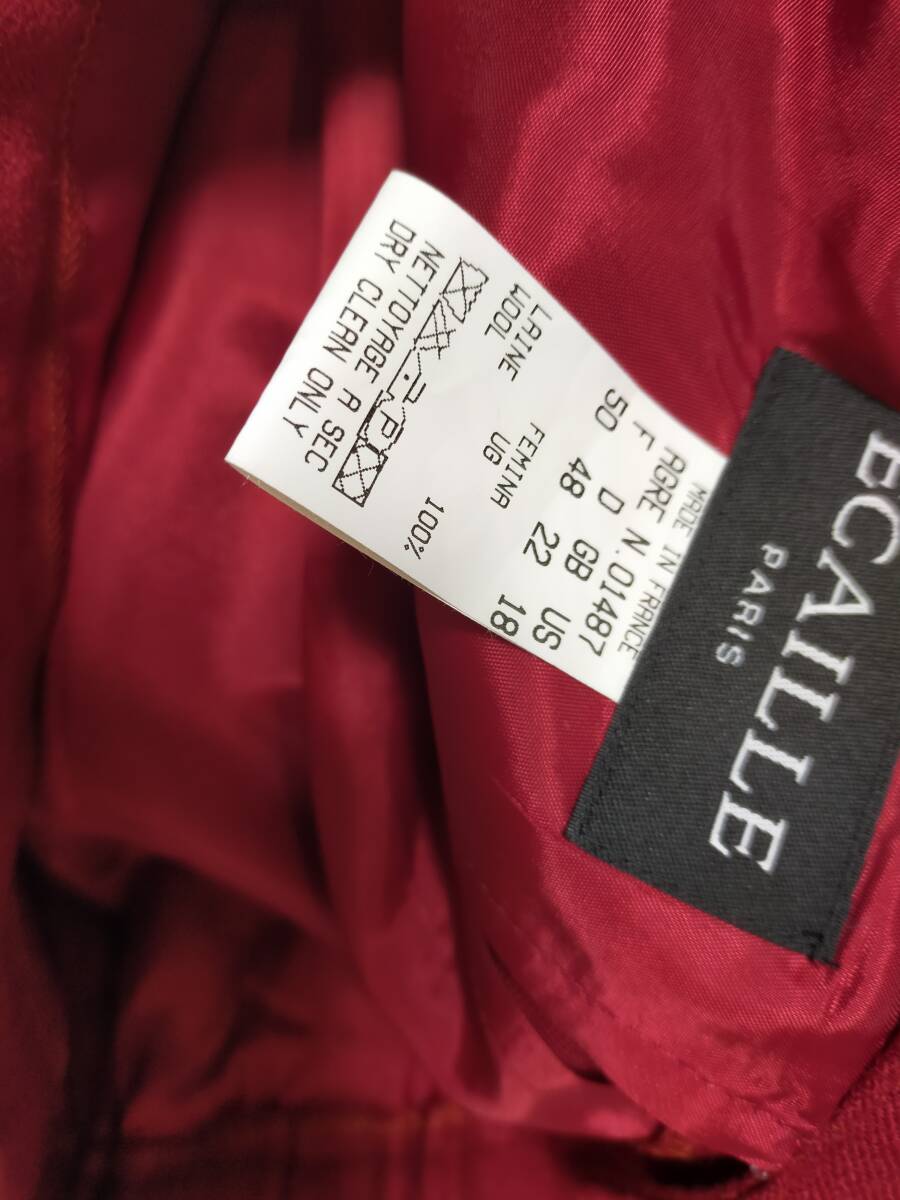 ECAILLE
PARIS
MADE IN FRANCE
AGRE N.01487
F D GB US
50 48 22 18
FEMINA
UG
LAINE 100%
WOOL
NETTOYAGE A SEC
DRY CLEAN ONLY